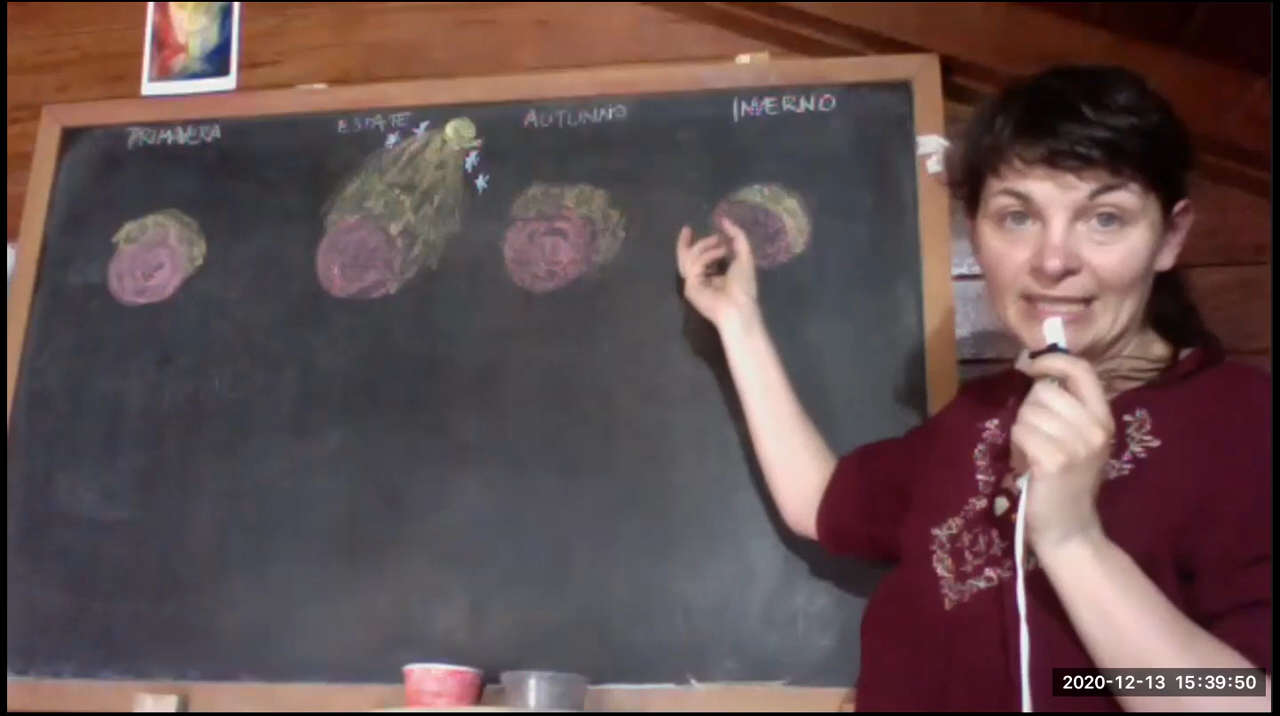 PRIMAVERA
ESTATE
AUTUNNO
INVERNO
2020-12-13 15:39:50